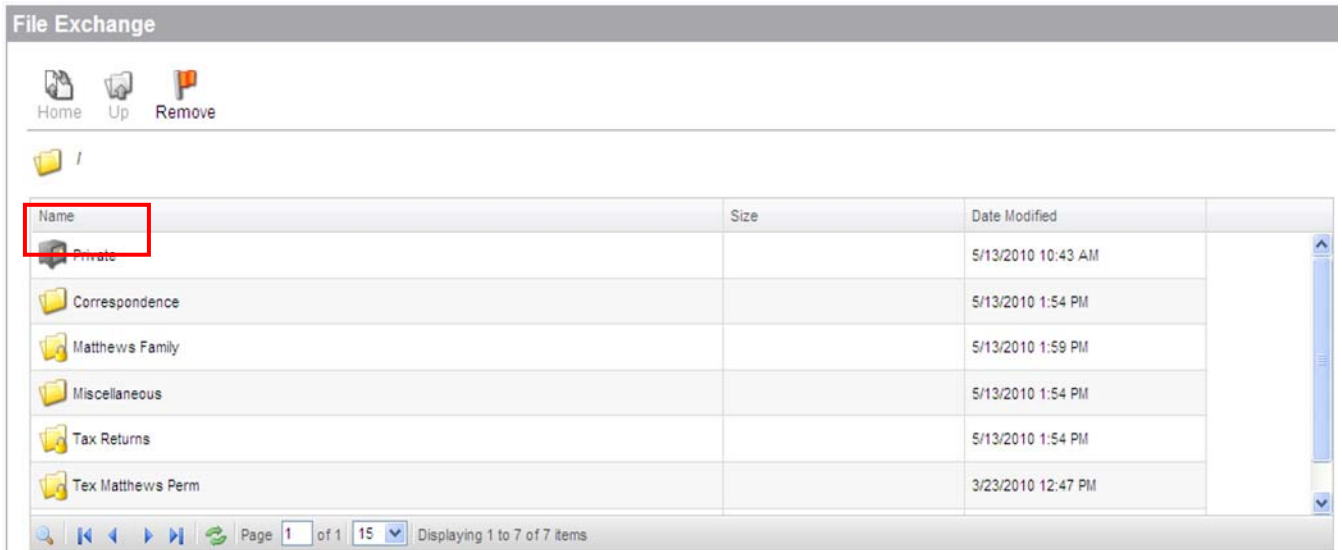 File Exchange
Home Up Remove
/
Name Size Date Modified
Private 5/13/2010 10:43 AM
Correspondence 5/13/2010 1:54 PM
Matthews Family 5/13/2010 1:59 PM
Miscellaneous 5/13/2010 1:54 PM
Tax Returns 5/13/2010 1:54 PM
Tex Matthews Perm 3/23/2010 12:47 PM
Page 1 of 1 15 Displaying 1 to 7 of 7 items